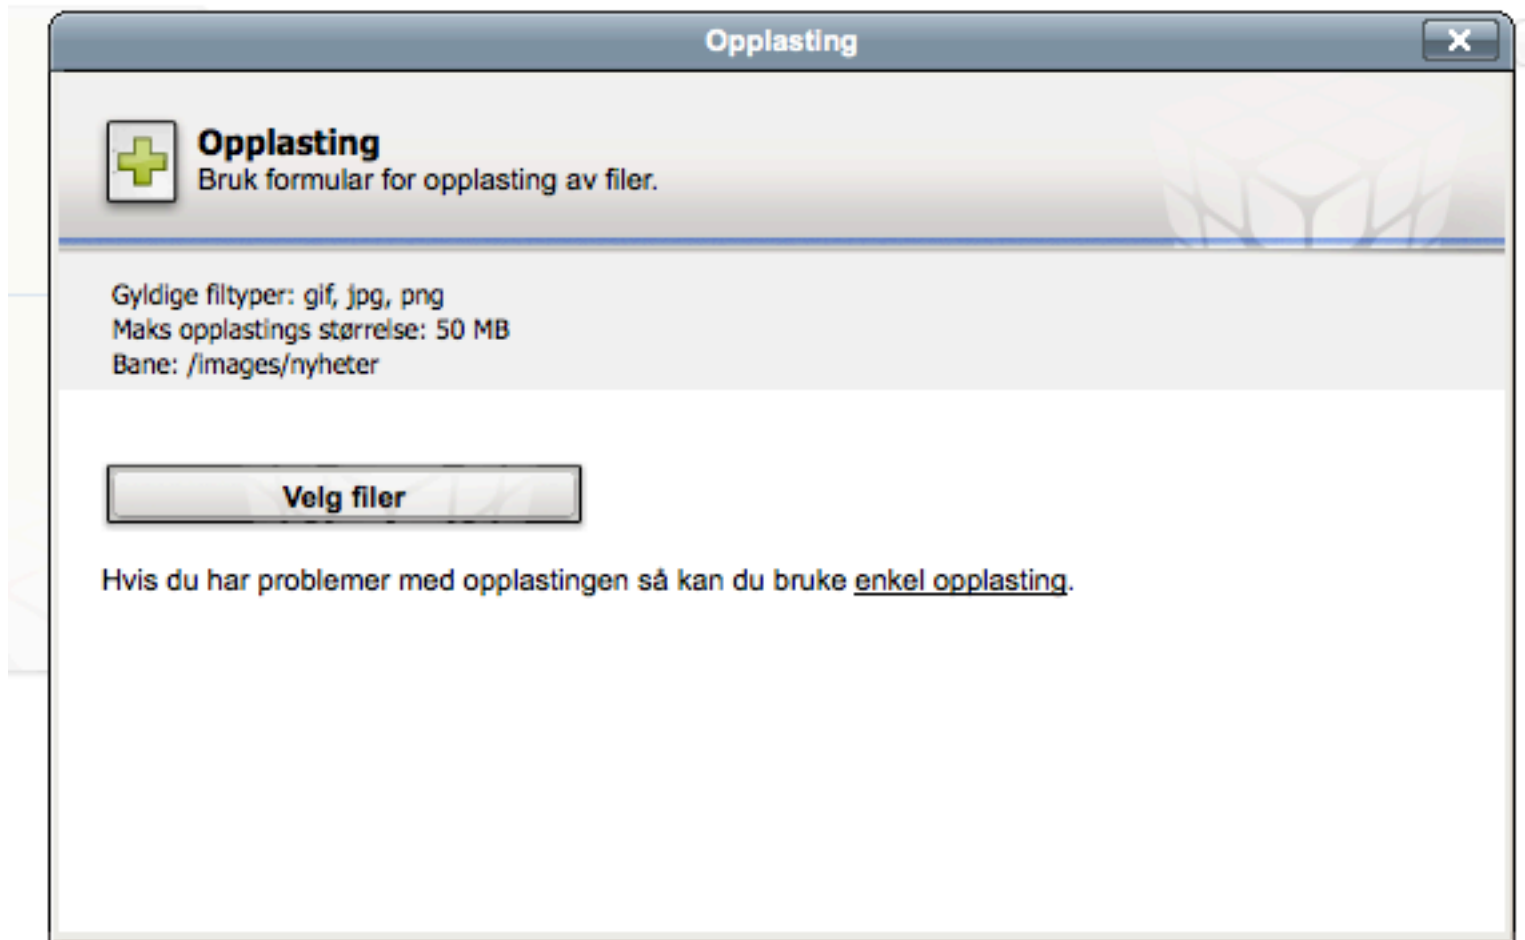 Opplasting
Opplasting
Bruk formular for opplasting av filer.
Gyldige filtyper: gif, jpg, png
Maks opplastings størrelse: 50 MB
Bane: /images/nyheter
Velg filer
Hvis du har problemer med opplastingen så kan du bruke enkel opplasting.